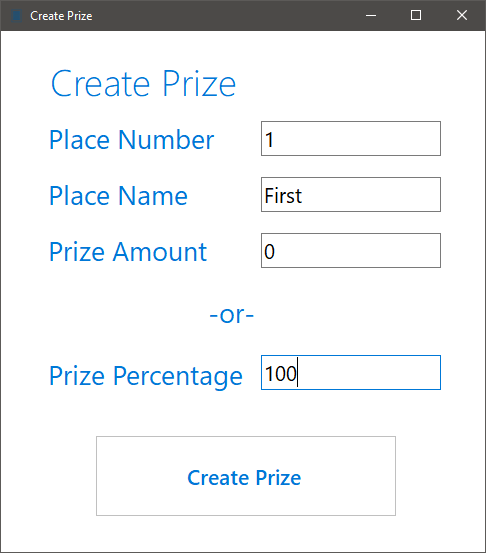 Create Prize
Create Prize
Place Number 1
Place Name First
Prize Amount 0
-or-
Prize Percentage 100
Create Prize